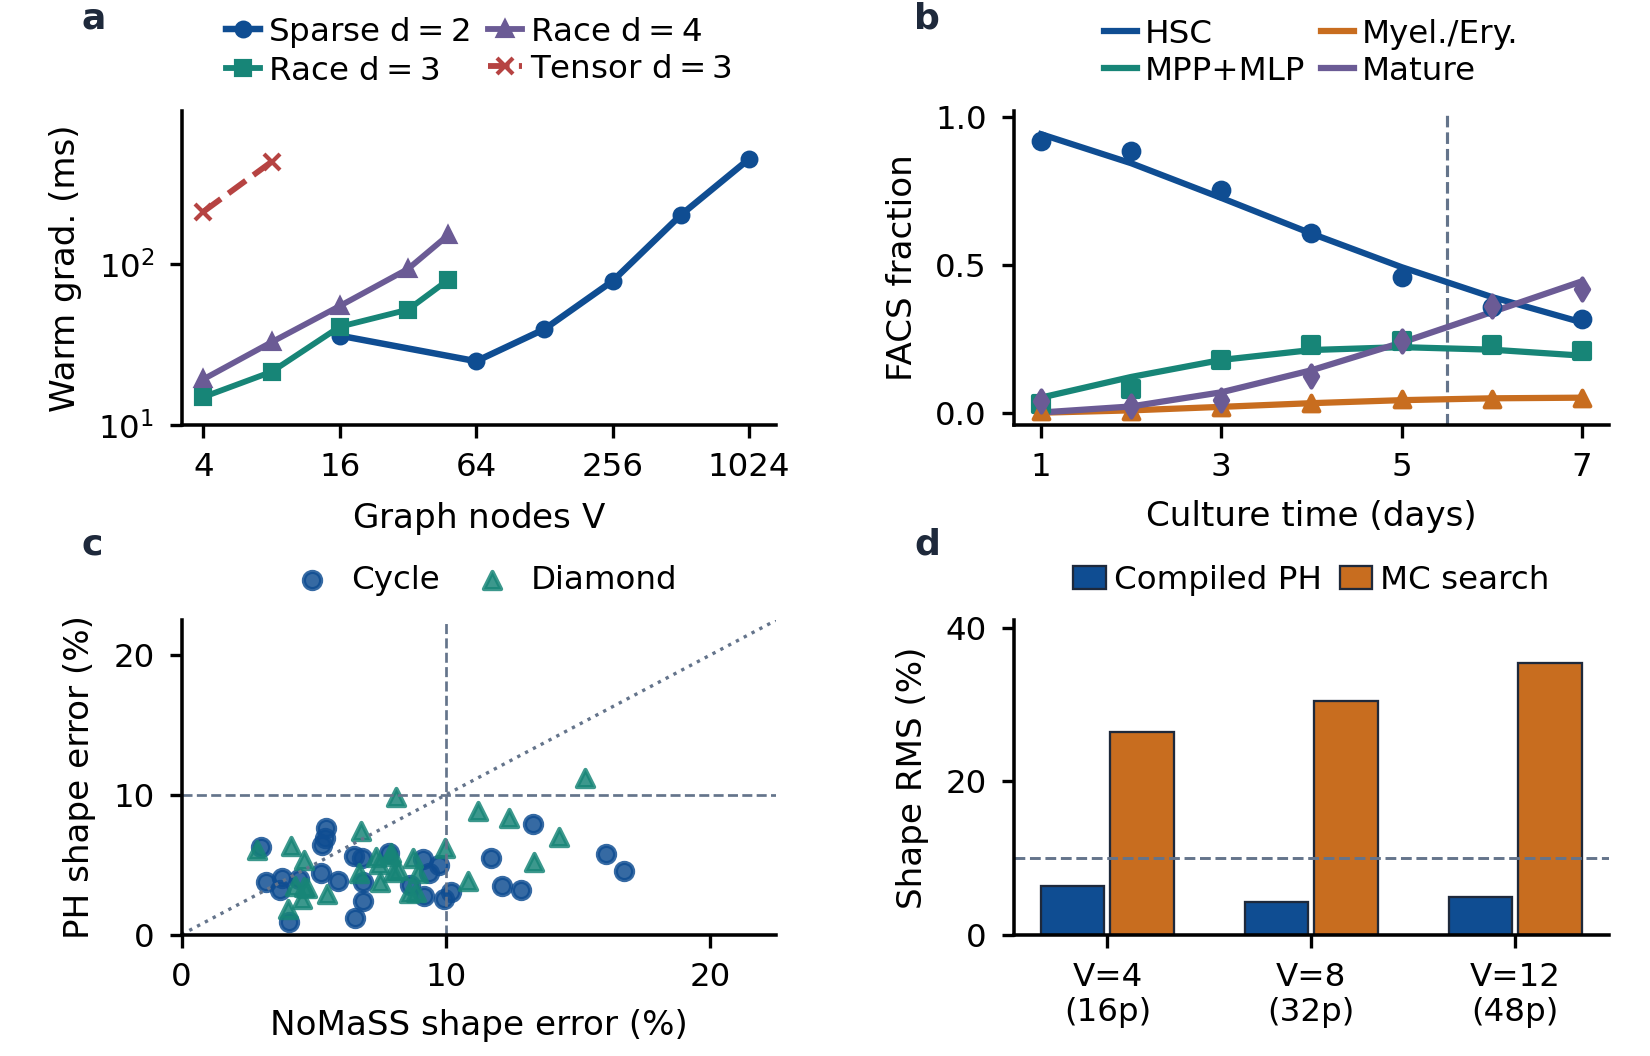 a
Sparse d = 2
Race d = 4
Race d = 3
Tensor d = 3
Warm grad. (ms)
10²
10¹
4 16 64 256 1024
Graph nodes V
b
HSC
Myel./Ery.
MPP+MLP
Mature
FACS fraction
1.0
0.5
0.0
1 3 5 7
Culture time (days)
c
Cycle Diamond
PH shape error (%)
20
10
0
0 10 20
NoMaSS shape error (%)
d
Compiled PH MC search
Shape RMS (%)
40
20
0
V=4 V=8 V=12
(16p) (32p) (48p)